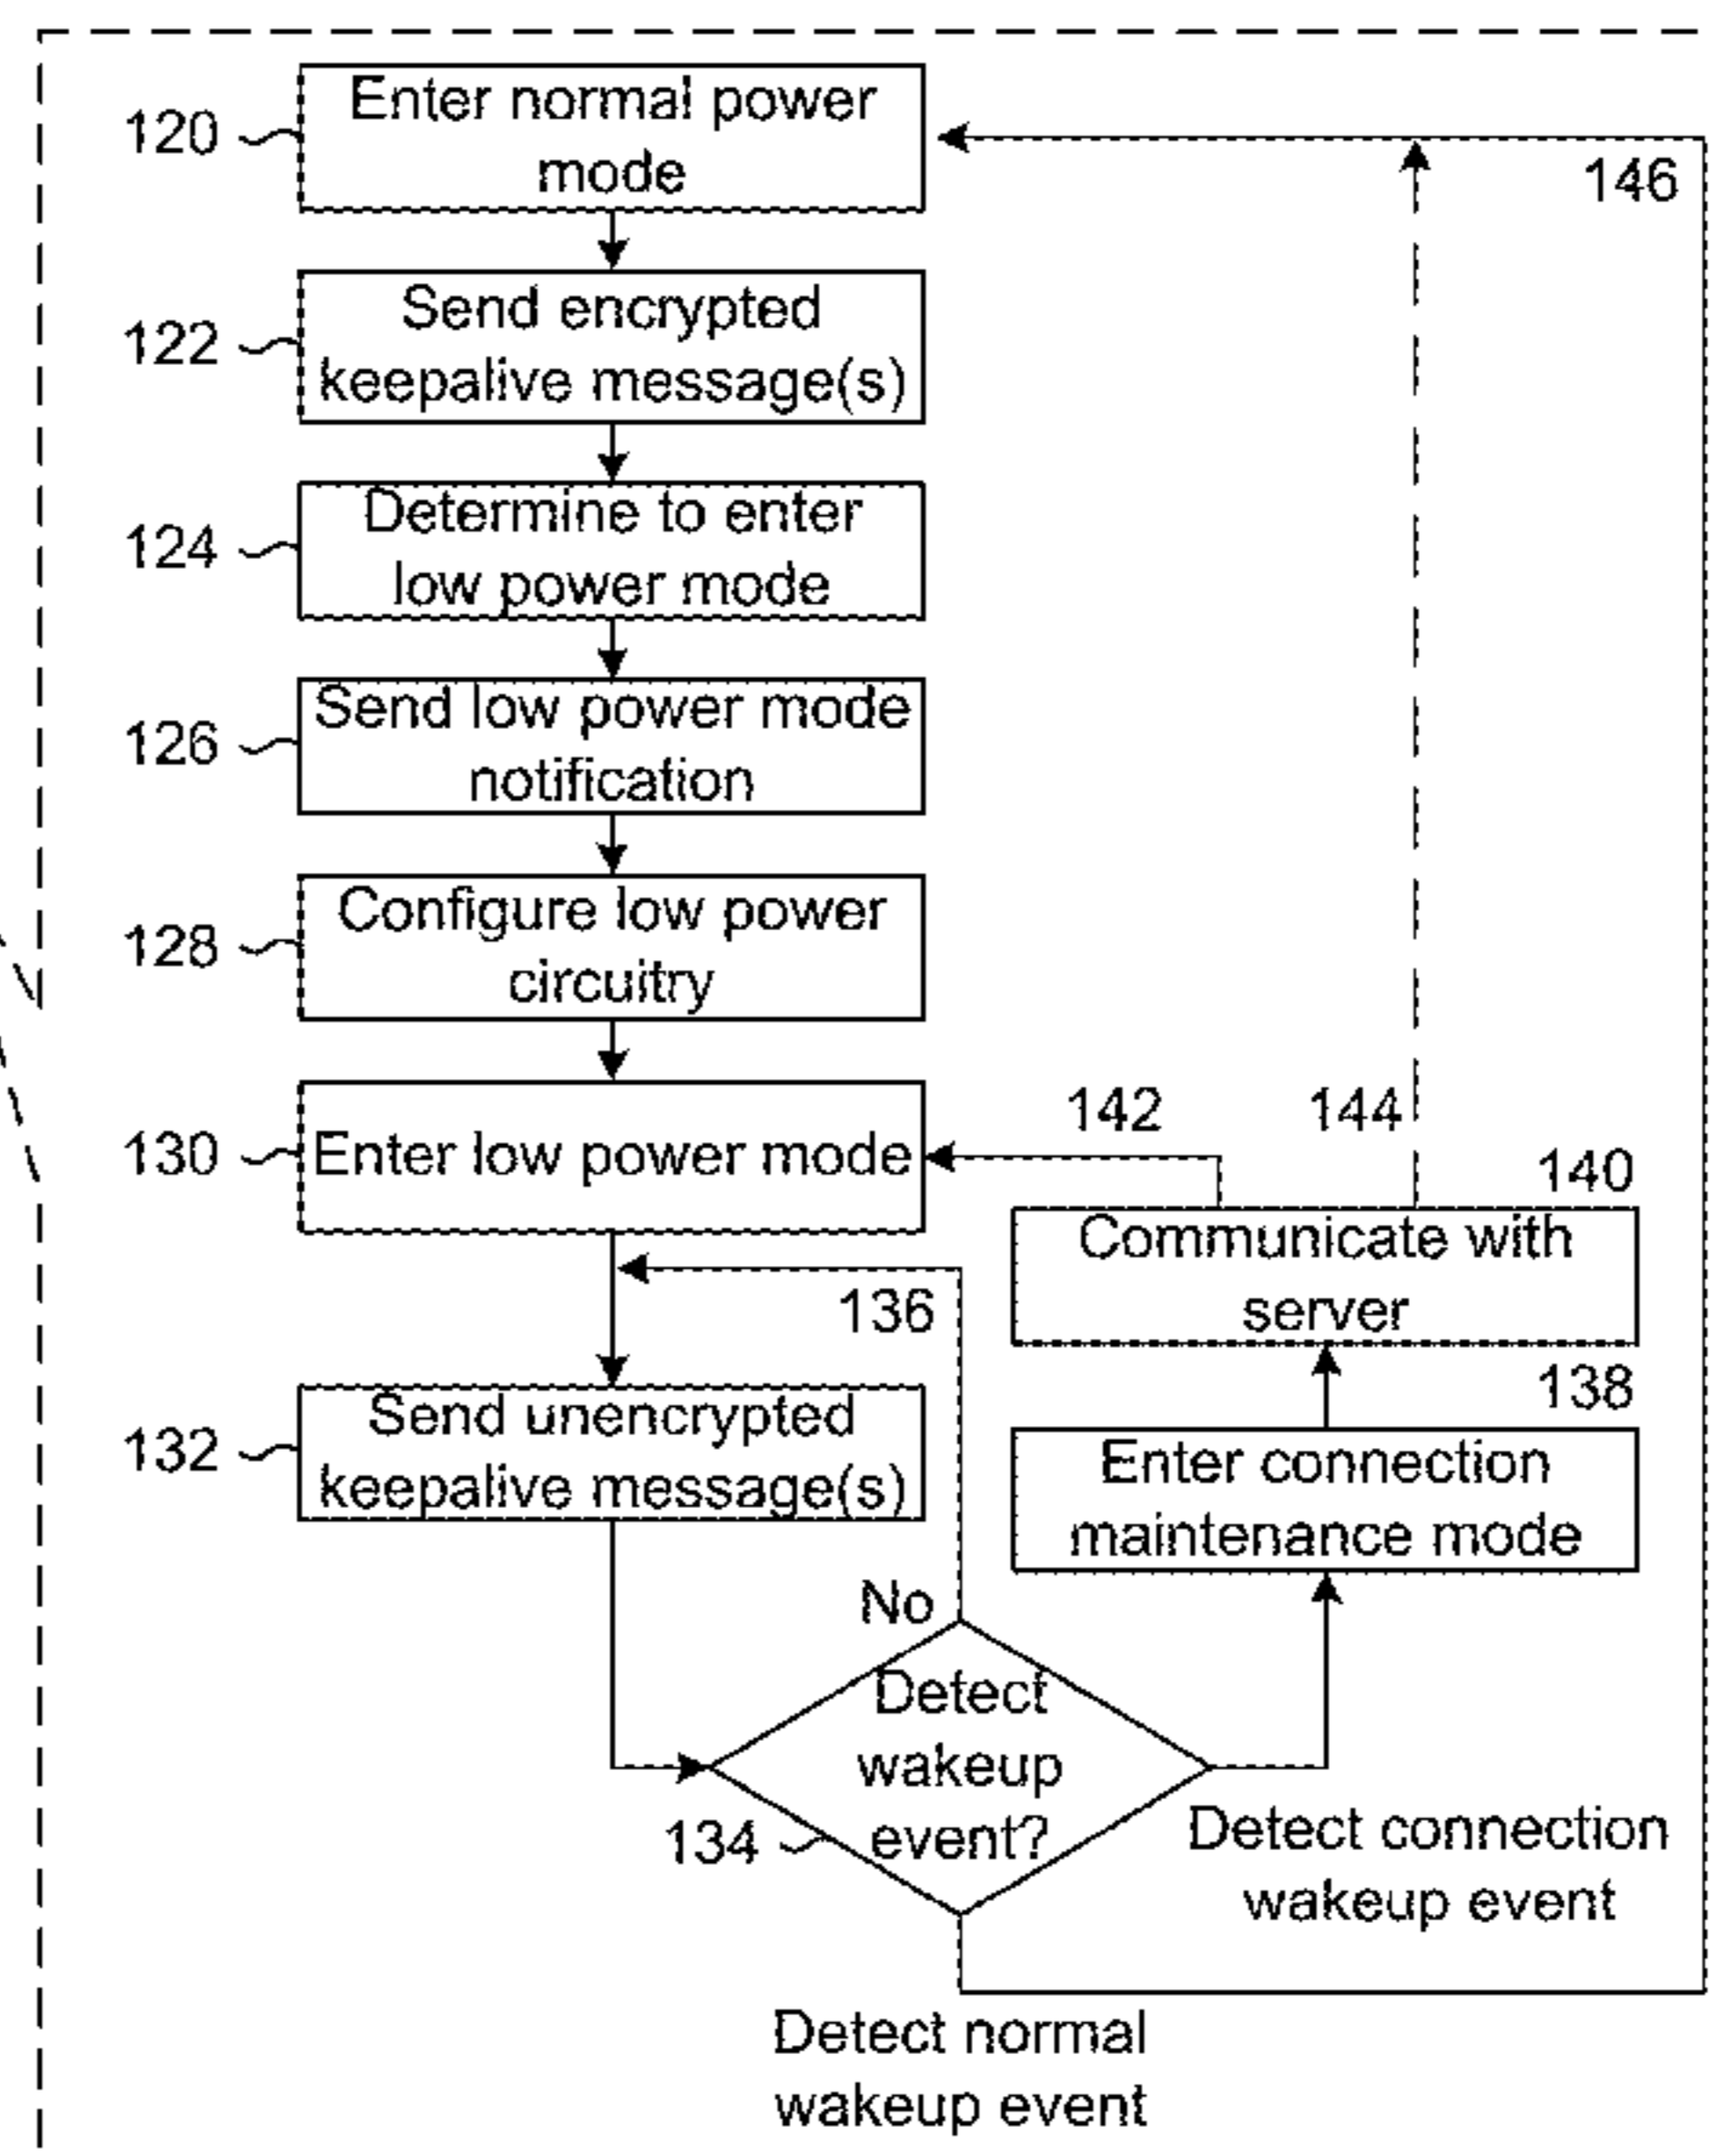 Enter normal power
mode
120
146
Send encrypted
keepalive message(s)
122
Determine to enter
low power mode
124
Send low power mode
notification
126
Configure low power
circuitry
128
142
144
Enter low power mode
130
140
Communicate with
server
136
138
Send unencrypted
keepalive message(s)
132
Enter connection
maintenance mode
No
Detect
wakeup
event?
134
Detect connection
wakeup event
Detect normal
wakeup event